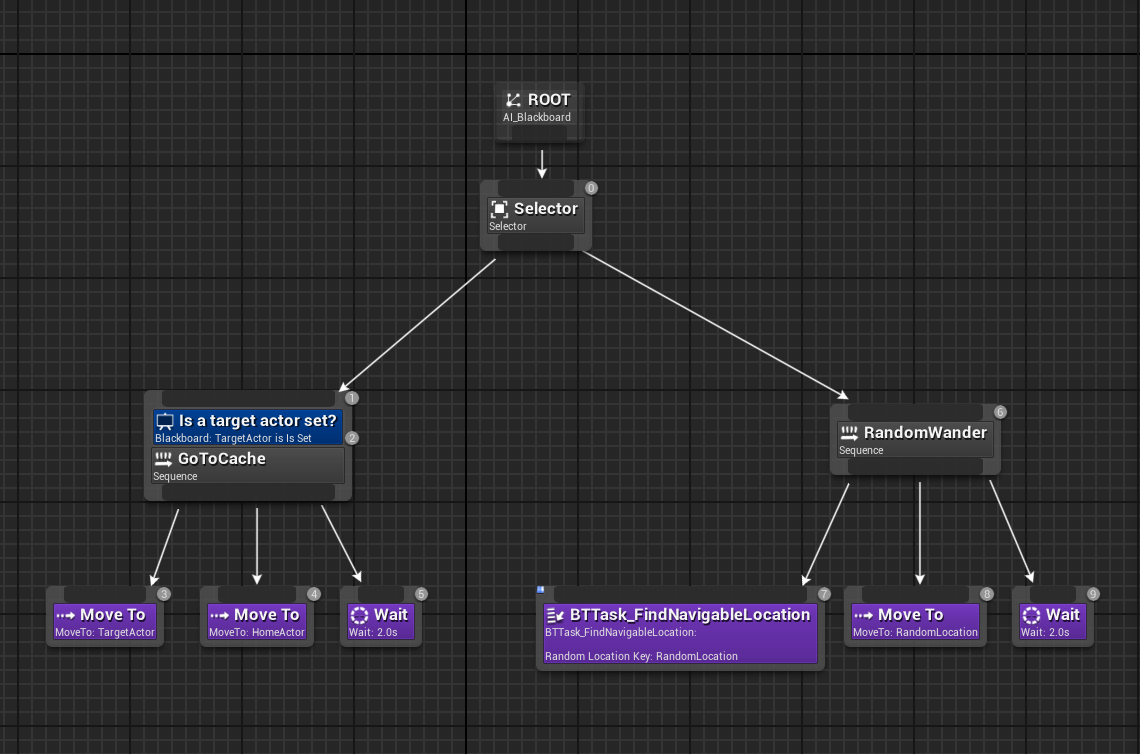 ROOT
AI_Blackboard
0
Selector
Selector
1
Is a target actor set?
Blackboard: TargetActor is Is Set
2
GoToCache
Sequence
6
RandomWander
Sequence
3
Move To
MoveTo: TargetActor
4
Move To
MoveTo: HomeActor
5
Wait
Wait: 2.0s
7
BTTask_FindNavigableLocation
BTTask_FindNavigableLocation:
Random Location Key: RandomLocation
8
Move To
MoveTo: RandomLocation
9
Wait
Wait: 2.0s